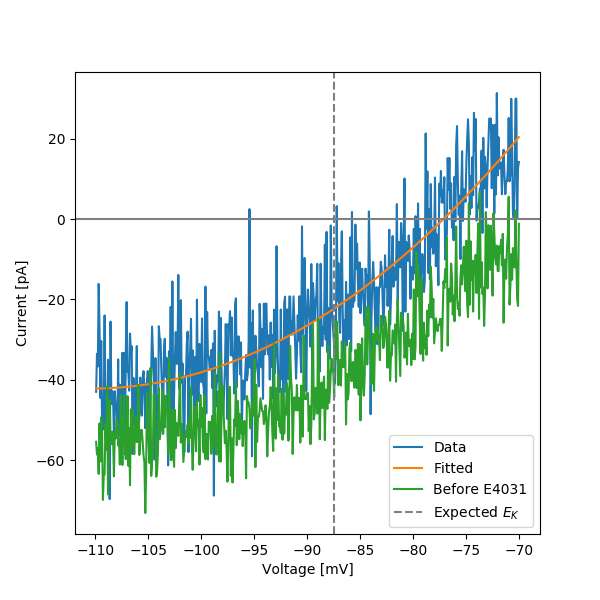 20
0
−20
−40
−60
Current [pA]
Data
Fitted
Before E4031
Expected E_K
−110 −105 −100 −95 −90 −85 −80 −75 −70
Voltage [mV]